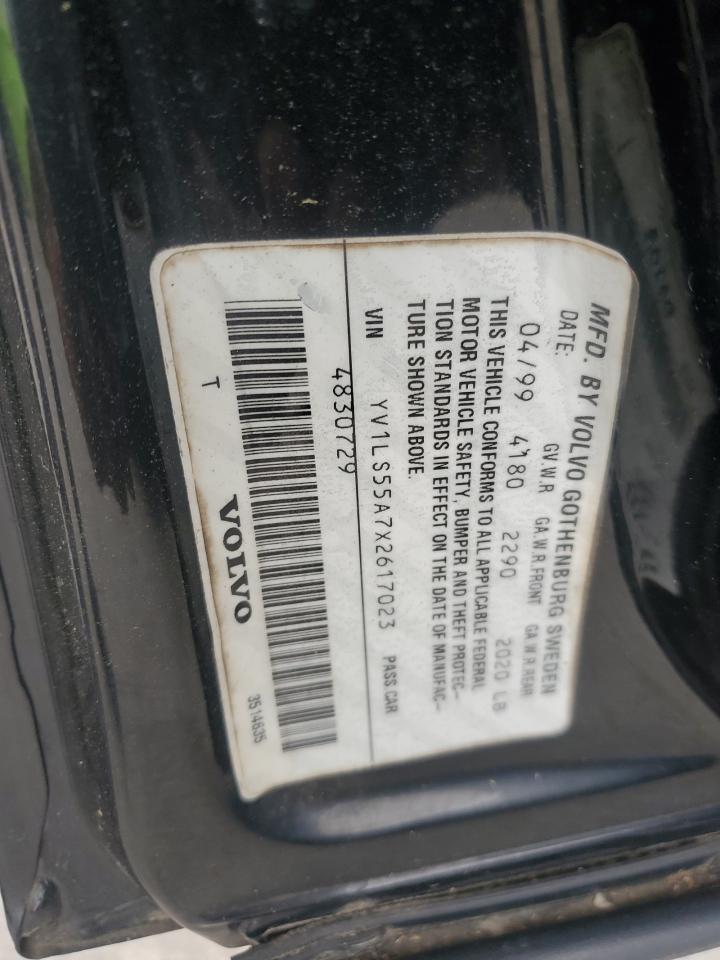 MFD. BY VOLVO GOTHENBURG SWEDEN
DATE: GV.W.R GA.W.R.FRONT GA.W.R.REAR
04/99 4180 2290 2020 LB
THIS VEHICLE CONFORMS TO ALL APPLICABLE FEDERAL
MOTOR VEHICLE SAFETY, BUMPER AND THEFT PROTEC–
TION STANDARDS IN EFFECT ON THE DATE OF MANUFAC–
TURE SHOWN ABOVE.
VIN YV1LS55A7X2617023 PASS CAR
4830729
T VOLVO 3514635